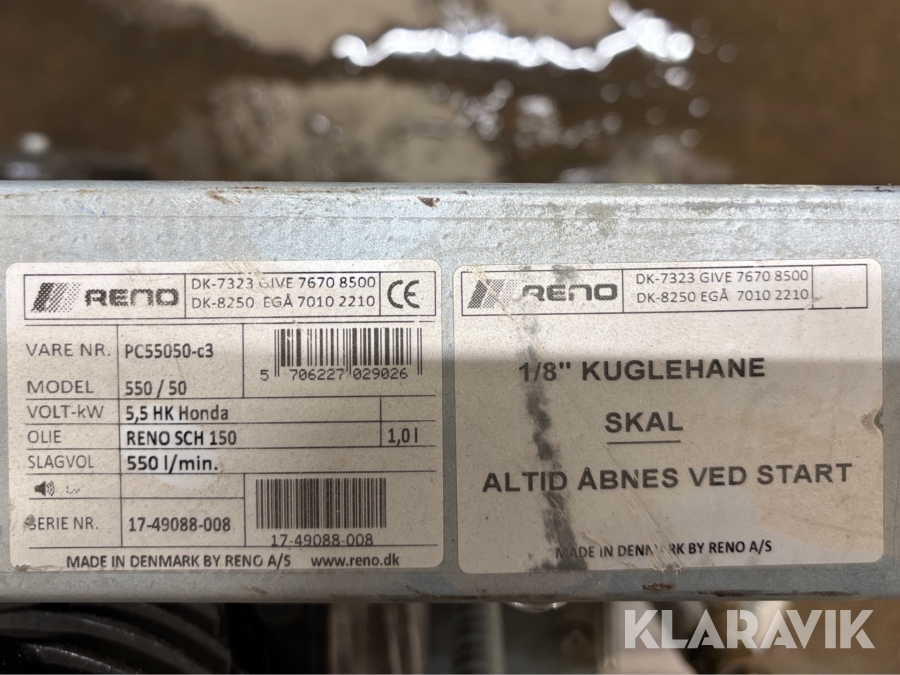 RENO
DK-7323 GIVE 7670 8500
DK-8250 EGÅ 7010 2210
CE
VARE NR. PC55050-c3
5 706227 029026
MODEL 550 / 50
VOLT-kW 5,5 HK Honda
OLIE RENO SCH 150 1,0 l
SLAGVOL 550 l/min.
SERIE NR. 17-49088-008
17-49088-008
MADE IN DENMARK BY RENO A/S www.reno.dk
RENO
DK-7323 GIVE 7670 8500
DK-8250 EGÅ 7010 2210
1/8" KUGLEHANE
SKAL
ALTID ÅBNES VED START
MADE IN DENMARK BY RENO A/S
KLARAVIK